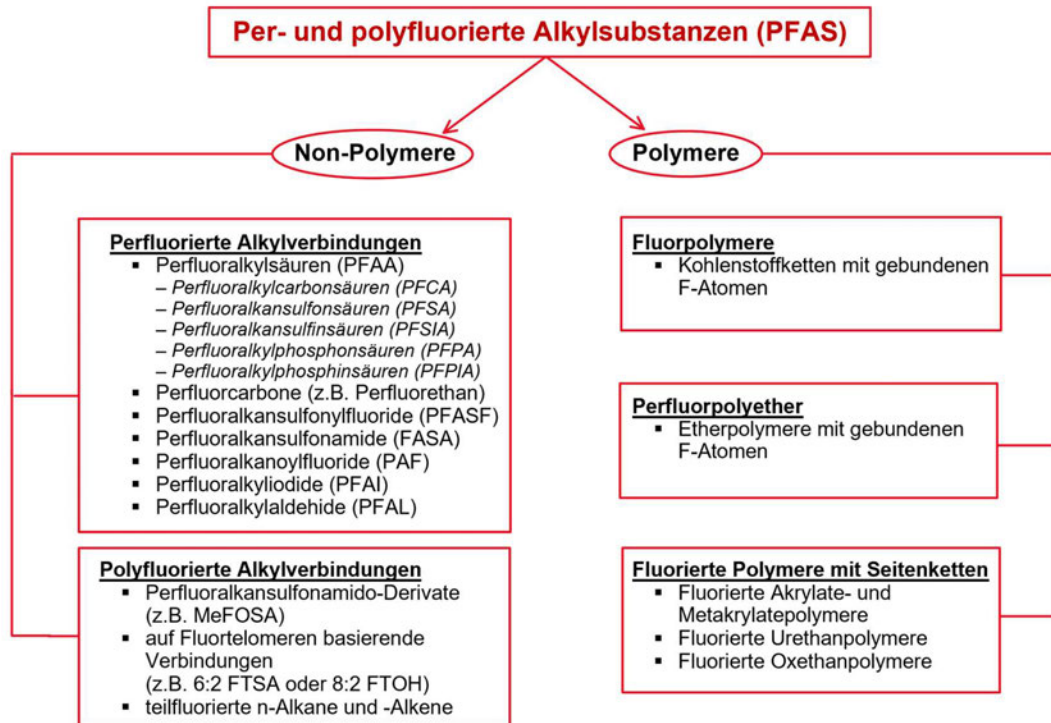 Per- und polyfluorierte Alkylsubstanzen (PFAS)
Non-Polymere
Polymere
Perfluorierte Alkylverbindungen
▪ Perfluoralkylsäuren (PFAA)
– Perfluoralkylcarbonsäuren (PFCA)
– Perfluoralkansulfonsäuren (PFSA)
– Perfluoralkansulfinsäuren (PFSIA)
– Perfluoralkylphosphonsäuren (PFPA)
– Perfluoralkylphosphinsäuren (PFPIA)
▪ Perfluorcarbone (z.B. Perfluorethan)
▪ Perfluoralkansulfonylfluoride (PFASF)
▪ Perfluoralkansulfonamide (FASA)
▪ Perfluoralkanoylfluoride (PAF)
▪ Perfluoralkyliodide (PFAI)
▪ Perfluoralkylaldehide (PFAL)
Polyfluorierte Alkylverbindungen
▪ Perfluoralkansulfonamido-Derivate
(z.B. MeFOSA)
▪ auf Fluortelomeren basierende
Verbindungen
(z.B. 6:2 FTSA oder 8:2 FTOH)
▪ teilfluorierte n-Alkane und -Alkene
Fluorpolymere
▪ Kohlenstoffketten mit gebundenen
F-Atomen
Perfluorpolyether
▪ Etherpolymere mit gebundenen
F-Atomen
Fluorierte Polymere mit Seitenketten
▪ Fluorierte Akrylate- und
Metakrylatepolymere
▪ Fluorierte Urethanpolymere
▪ Fluorierte Oxethanpolymere